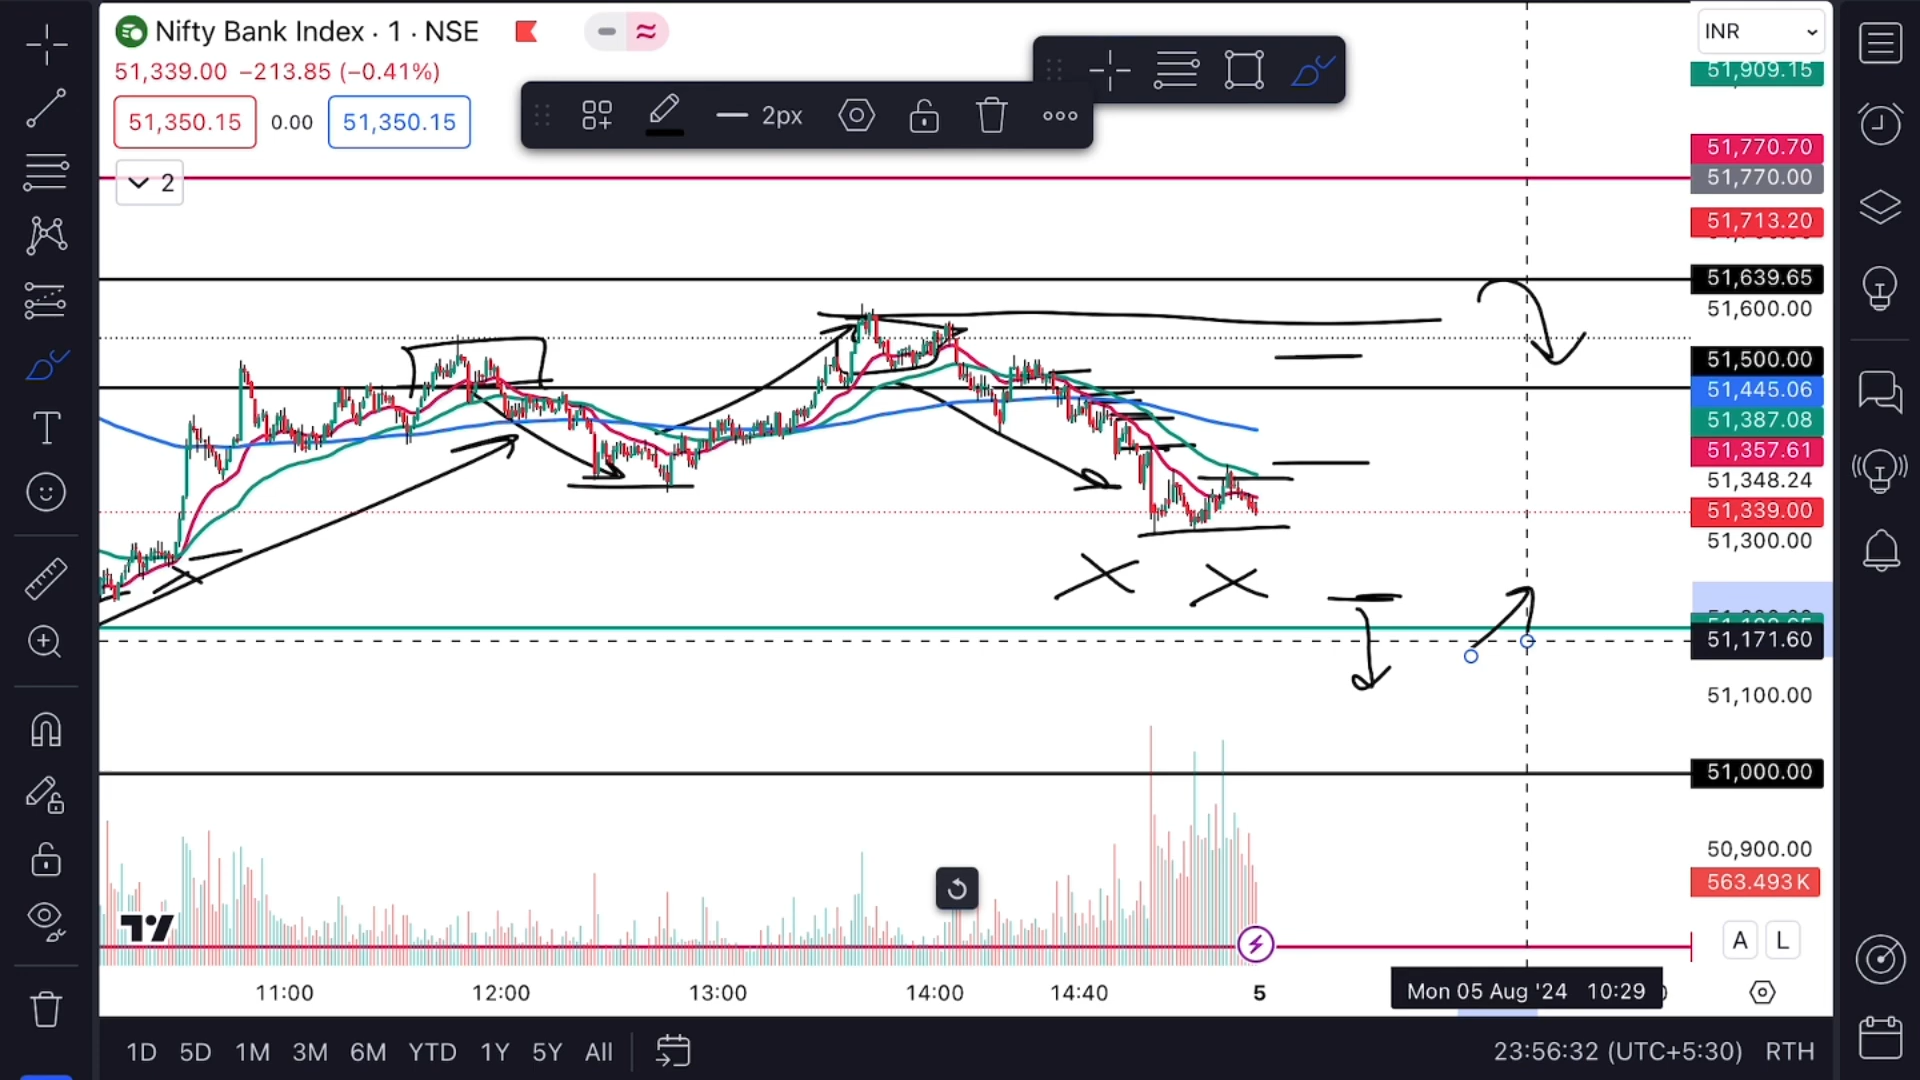 Nifty Bank Index · 1 · NSE
INR
51,339.00 −213.85 (−0.41%)
51,350.15 0.00 51,350.15
2px
2
51,909.15
51,770.70
51,770.00
51,713.20
51,639.65
51,600.00
51,500.00
51,445.06
51,387.08
51,357.61
51,348.24
51,339.00
51,300.00
51,171.60
51,100.00
51,000.00
50,900.00
563.493K
A L
11:00 12:00 13:00 14:00 14:40 5 Mon 05 Aug '24 10:29
1D 5D 1M 3M 6M YTD 1Y 5Y All 23:56:32 (UTC+5:30) RTH